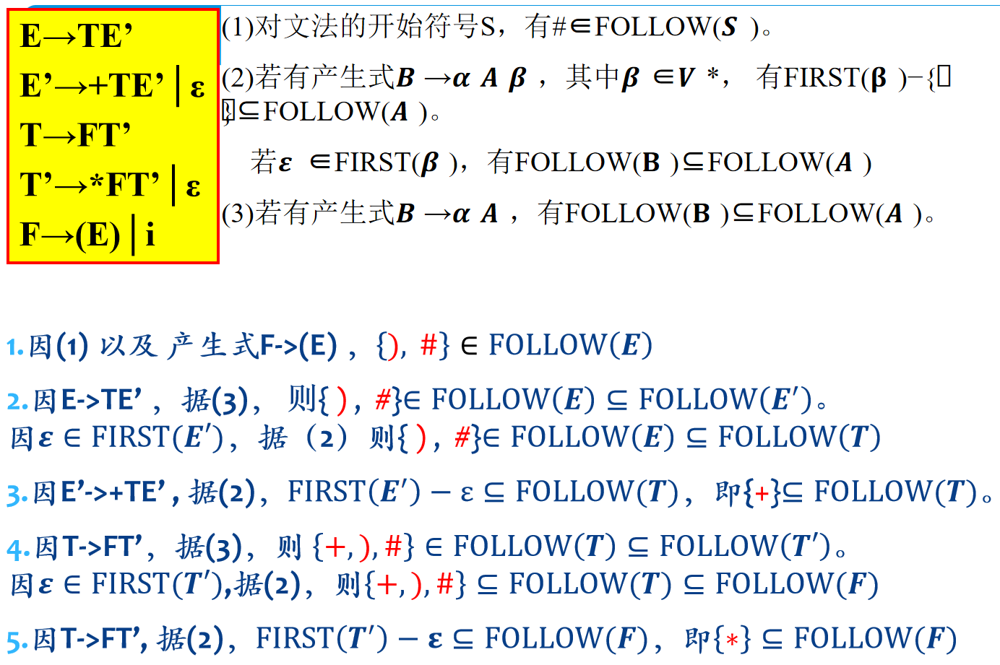 E→TE’
E’→+TE’│ε
T→FT’
T’→*FT’│ε
F→(E)│i
(1)对文法的开始符号S，有#∈FOLLOW(S )。
(2)若有产生式B →α A β ，其中β ∈V *， 有FIRST(β )−{
}⊆FOLLOW(A )。
若ε ∈FIRST(β )，有FOLLOW(B )⊆FOLLOW(A )
(3)若有产生式B →α A ，有FOLLOW(B )⊆FOLLOW(A )。
1.因(1) 以及 产生式F->(E) ，{), #} ∈ FOLLOW(E)
2.因E->TE’ ，据(3)， 则{ ) , #}∈ FOLLOW(E) ⊆ FOLLOW(E′)。
因ε ∈ FIRST(E′)，据（2）则{ ) , #}∈ FOLLOW(E) ⊆ FOLLOW(T)
3.因E’->+TE’ , 据(2)， FIRST(E′) − ε ⊆ FOLLOW(T)， 即{+}⊆ FOLLOW(T)。
4.因T->FT’，据(3)，则 {+, ), #} ∈ FOLLOW(T) ⊆ FOLLOW(T′)。
因ε ∈ FIRST(T′),据(2)，则{+, ), #} ⊆ FOLLOW(T) ⊆ FOLLOW(F)
5.因T->FT’, 据(2)，FIRST(T′) − ε ⊆ FOLLOW(F)， 即{*} ⊆ FOLLOW(F)